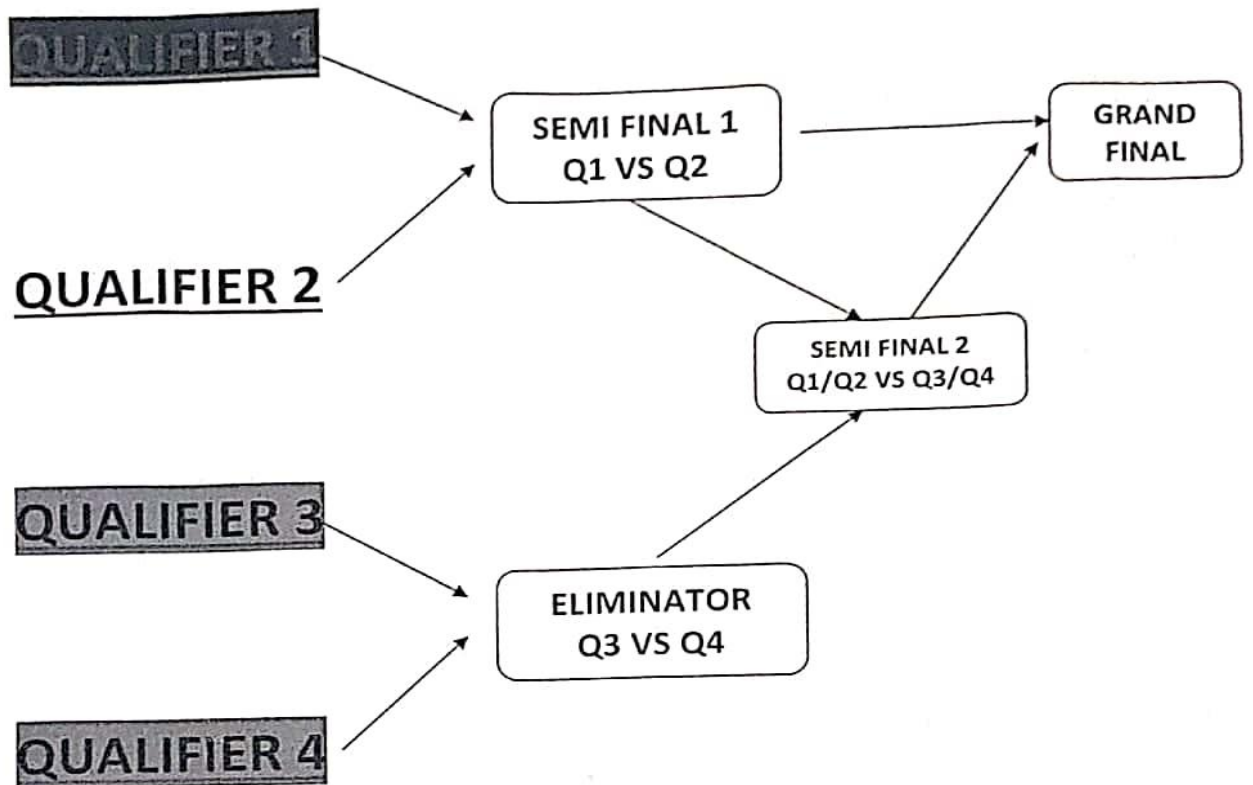 QUALIFIER 1
SEMI FINAL 1
Q1 VS Q2
GRAND
FINAL
QUALIFIER 2
SEMI FINAL 2
Q1/Q2 VS Q3/Q4
QUALIFIER 3
ELIMINATOR
Q3 VS Q4
QUALIFIER 4